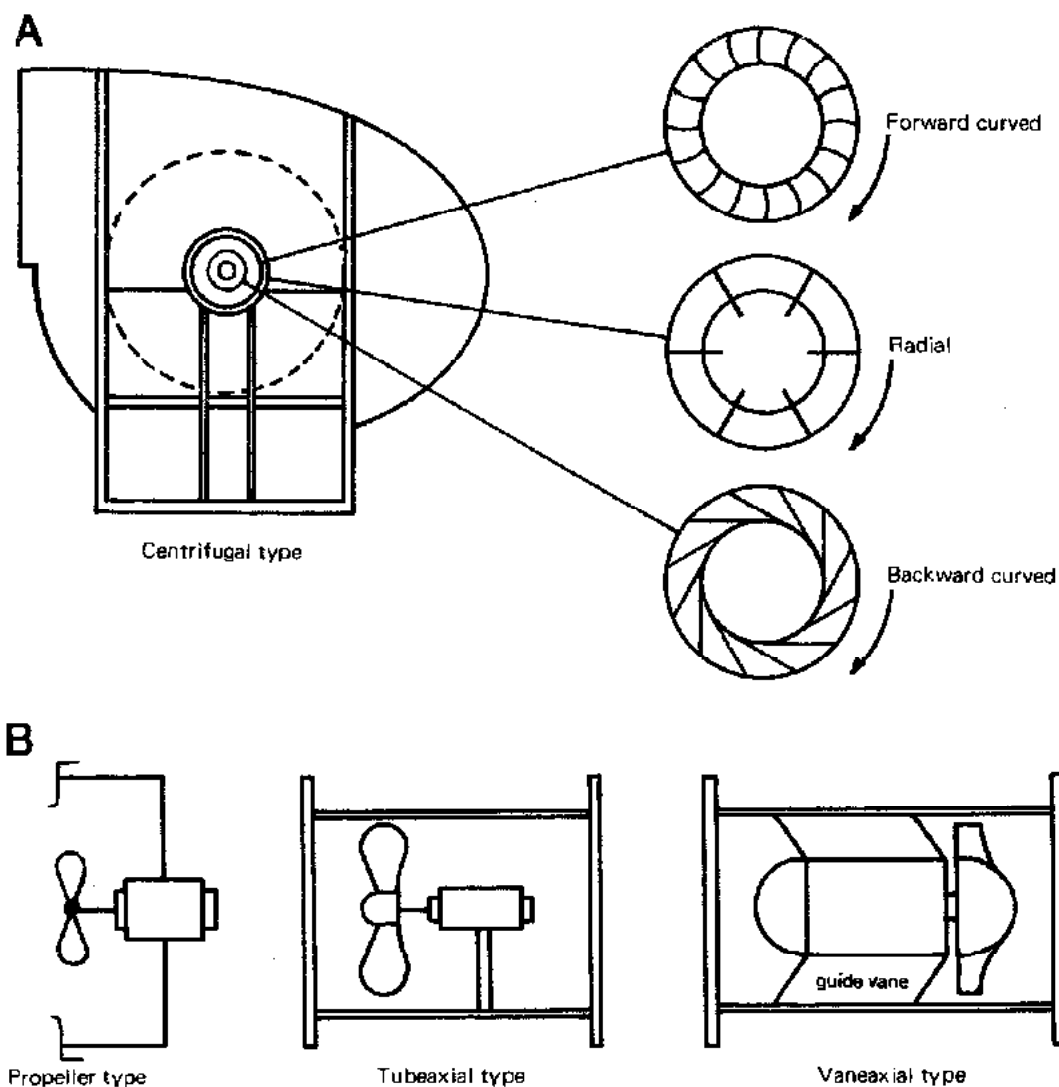 A
Forward curved
Radial
Centrifugal type
Backward curved
B
guide vane
Propeller type
Tubeaxial type
Vaneaxial type